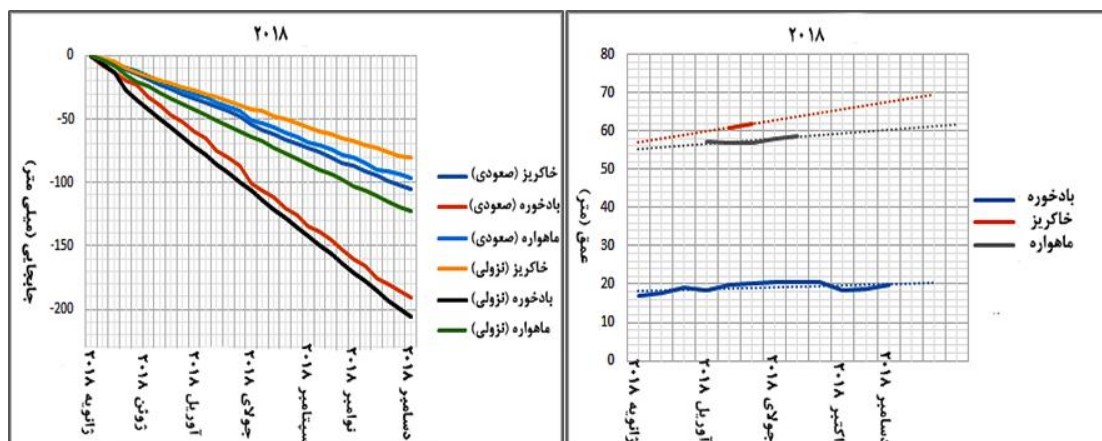 ۲۰۱۸
0
-50
-100
-150
-200
جابجایی (میلی متر)
ژانویه ۲۰۱۸
ژوئن ۲۰۱۸
آوریل ۲۰۱۸
جولای ۲۰۱۸
سپتامبر ۲۰۱۸
نوامبر ۲۰۱۸
دسامبر ۲۰۱۸
خاکریز (صعودی)
بادخوره (صعودی)
ماهواره (صعودی)
خاکریز (نزولی)
بادخوره (نزولی)
ماهواره (نزولی)
۲۰۱۸
80
70
60
50
40
30
20
10
0
عمق (متر)
ژانویه ۲۰۱۸
آوریل ۲۰۱۸
جولای ۲۰۱۸
اکتبر ۲۰۱۸
دسامبر ۲۰۱۸
بادخوره
خاکریز
ماهواره